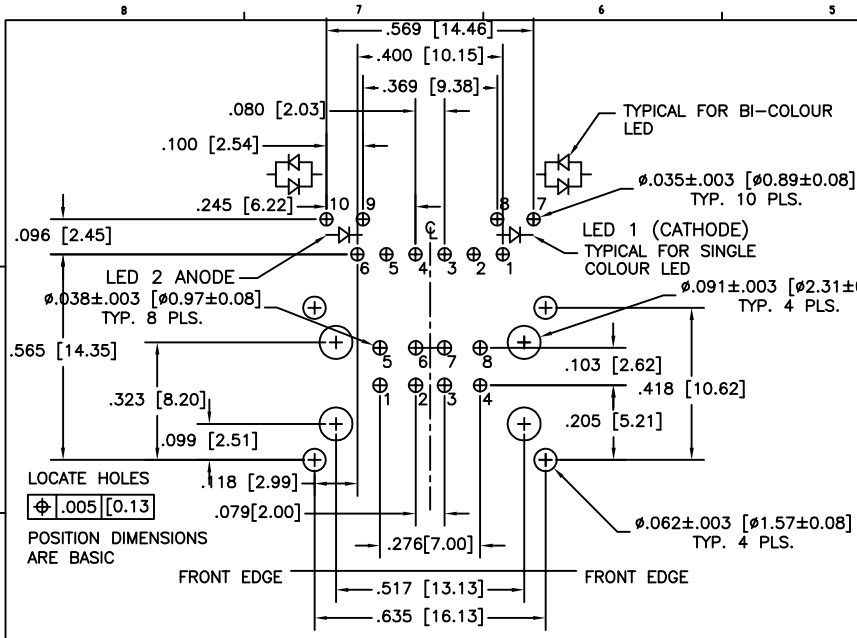 8 7 6 5
.569 [14.46]
.400 [10.15]
.369 [9.38]
.080 [2.03]
TYPICAL FOR BI-COLOUR
LED
.100 [2.54]
ø.035±.003 [ø0.89±0.08]
TYP. 10 PLS.
.245 [6.22]
10 9 8 7
℄
LED 1 (CATHODE)
TYPICAL FOR SINGLE
COLOUR LED
.096 [2.45]
LED 2 ANODE
6 5 4 3 2 1
ø.038±.003 [ø0.97±0.08]
TYP. 8 PLS.
ø.091±.003 [ø2.31±0
TYP. 4 PLS.
.565 [14.35]
5 6 7 8
.103 [2.62]
.323 [8.20]
.418 [10.62]
1 2 3 4
.205 [5.21]
.099 [2.51]
LOCATE HOLES
.118 [2.99]
⌖ .005 [0.13
.079[2.00]
POSITION DIMENSIONS
ARE BASIC
ø.062±.003 [ø1.57±0.08]
TYP. 4 PLS.
.276[7.00]
FRONT EDGE FRONT EDGE
.517 [13.13]
.635 [16.13]